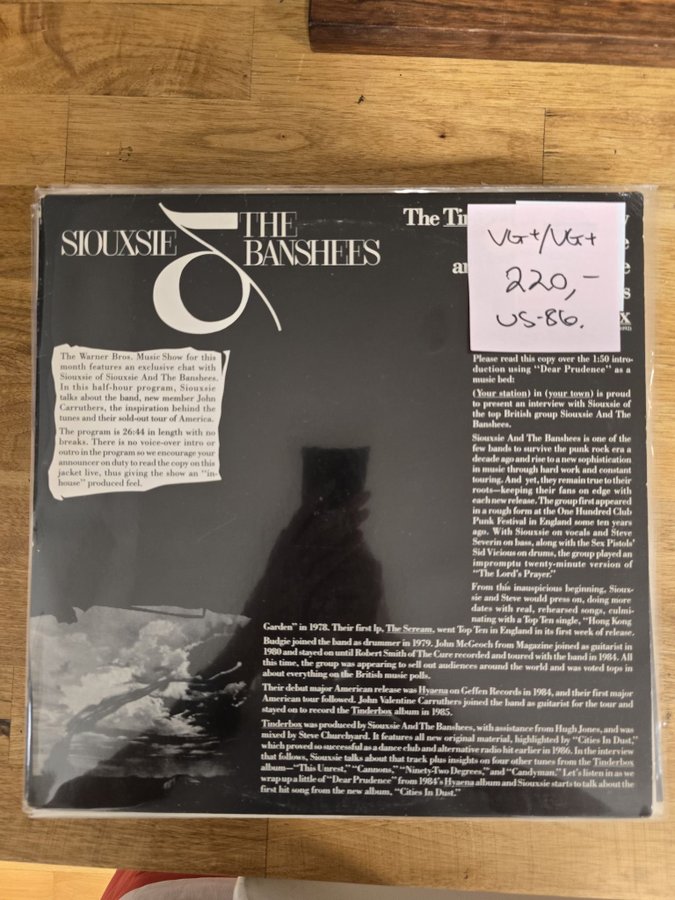 SIOUXSIE & THE
BANSHEES
The
VG+/VG+
220,-
US-86.
The Warner Bros. Music Show for this
month features an exclusive chat with
Siouxsie of Siouxsie And The Banshees.
In this half-hour program, Siouxsie
talks about the band, new member John
Carruthers, the inspiration behind the
tunes and their sold-out tour of America.
The program is 26:44 in length with no
breaks. There is no voice-over intro or
outro in the program so we encourage your
announcer on duty to read the copy on this
jacket live, thus giving the show an "in-
house" produced feel.
Please read this copy over the 1:50 intro-
duction using "Dear Prudence" as a
music bed:
(Your station) in (your town) is proud
to present an interview with Siouxsie of
the top British group Siouxsie And The
Banshees.
Siouxsie And The Banshees is one of the
few bands to survive the punk rock era a
decade ago and rise to a new sophistication
in music through hard work and constant
touring. And yet, they remain true to their
roots—keeping their fans on edge with
each new release. The group first appeared
in a rough form at the One Hundred Club
Punk Festival in England some ten years
ago. With Siouxsie on vocals and Steve
Severin on bass, along with the Sex Pistols'
Sid Vicious on drums, the group played an
impromptu twenty-minute version of
"The Lord's Prayer."
From this inauspicious beginning, Sioux-
sie and Steve would press on, doing more
dates with real, rehearsed songs, culmi-
nating with a Top Ten single, "Hong Kong
Garden" in 1978. Their first lp, The Scream, went Top Ten in England in its first week of release.
Budgie joined the band as drummer in 1979. John McGeoch from Magazine joined as guitarist in
1980 and stayed on until Robert Smith of The Cure recorded and toured with the band in 1984. All
this time, the group was appearing to sell out audiences around the world and was voted tops in
about everything on the British music polls.
Their debut major American release was Hyaena on Geffen Records in 1984, and their first major
American tour followed. John Valentine Carruthers joined the band as guitarist for the tour and
stayed on to record the Tinderbox album in 1985.
Tinderbox was produced by Siouxsie And The Banshees, with assistance from Hugh Jones, and was
mixed by Steve Churchyard. It features all new original material, highlighted by "Cities In Dust,"
which proved so successful as a dance club and alternative radio hit earlier in 1986. In the interview
that follows, Siouxsie talks about that track plus insights on four other tunes from the Tinderbox
album—"This Unrest," "Cannons," "Ninety-Two Degrees," and "Candyman." Let's listen in as we
wrap up a little of "Dear Prudence" from 1984's Hyaena album and Siouxsie starts to talk about the
first hit song from the new album, "Cities In Dust."